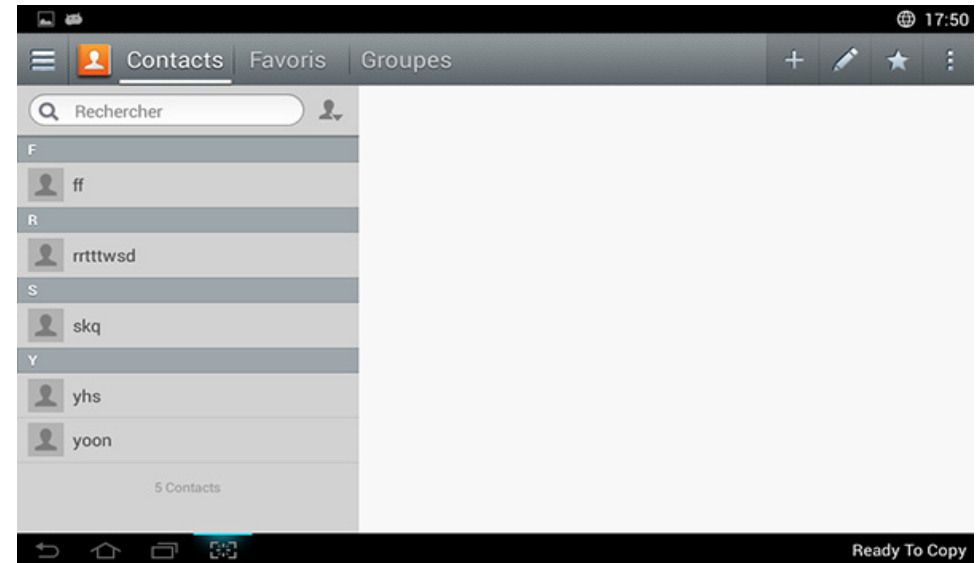 17:50
Contacts Favoris Groupes
Rechercher
F
ff
R
rrtttwsd
S
skq
Y
yhs
yoon
5 Contacts
Ready To Copy